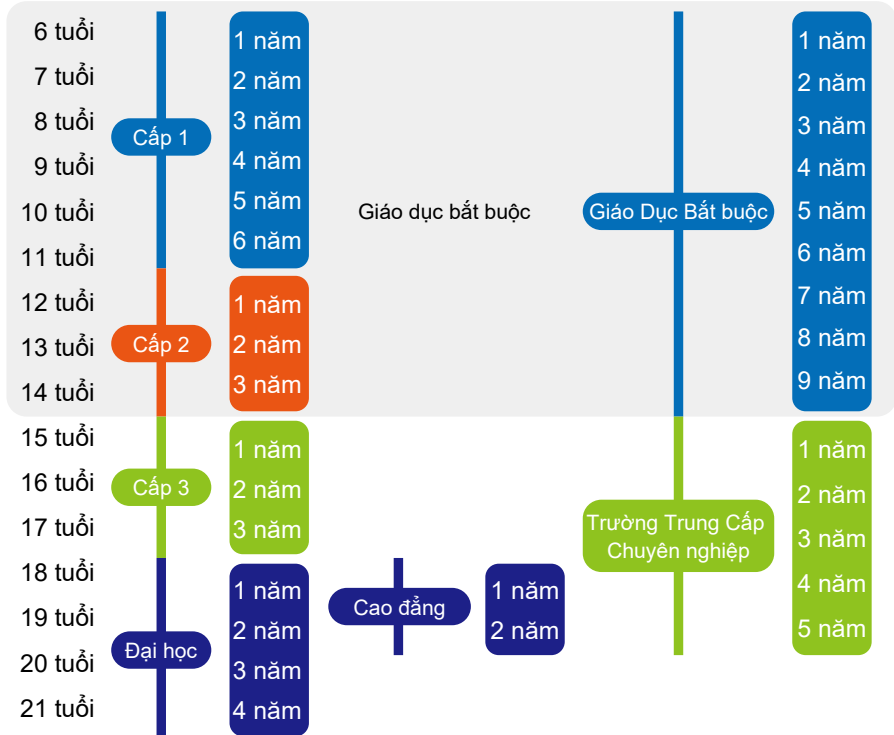 6 tuổi
7 tuổi
8 tuổi
9 tuổi
10 tuổi
11 tuổi
12 tuổi
13 tuổi
14 tuổi
15 tuổi
16 tuổi
17 tuổi
18 tuổi
19 tuổi
20 tuổi
21 tuổi
Cấp 1
Cấp 2
Cấp 3
Đại học
1 năm
2 năm
3 năm
4 năm
5 năm
6 năm
1 năm
2 năm
3 năm
1 năm
2 năm
3 năm
1 năm
2 năm
3 năm
4 năm
Giáo dục bắt buộc
Cao đẳng
1 năm
2 năm
Giáo Dục Bắt buộc
Trường Trung Cấp
Chuyên nghiệp
1 năm
2 năm
3 năm
4 năm
5 năm
6 năm
7 năm
8 năm
9 năm
1 năm
2 năm
3 năm
4 năm
5 năm